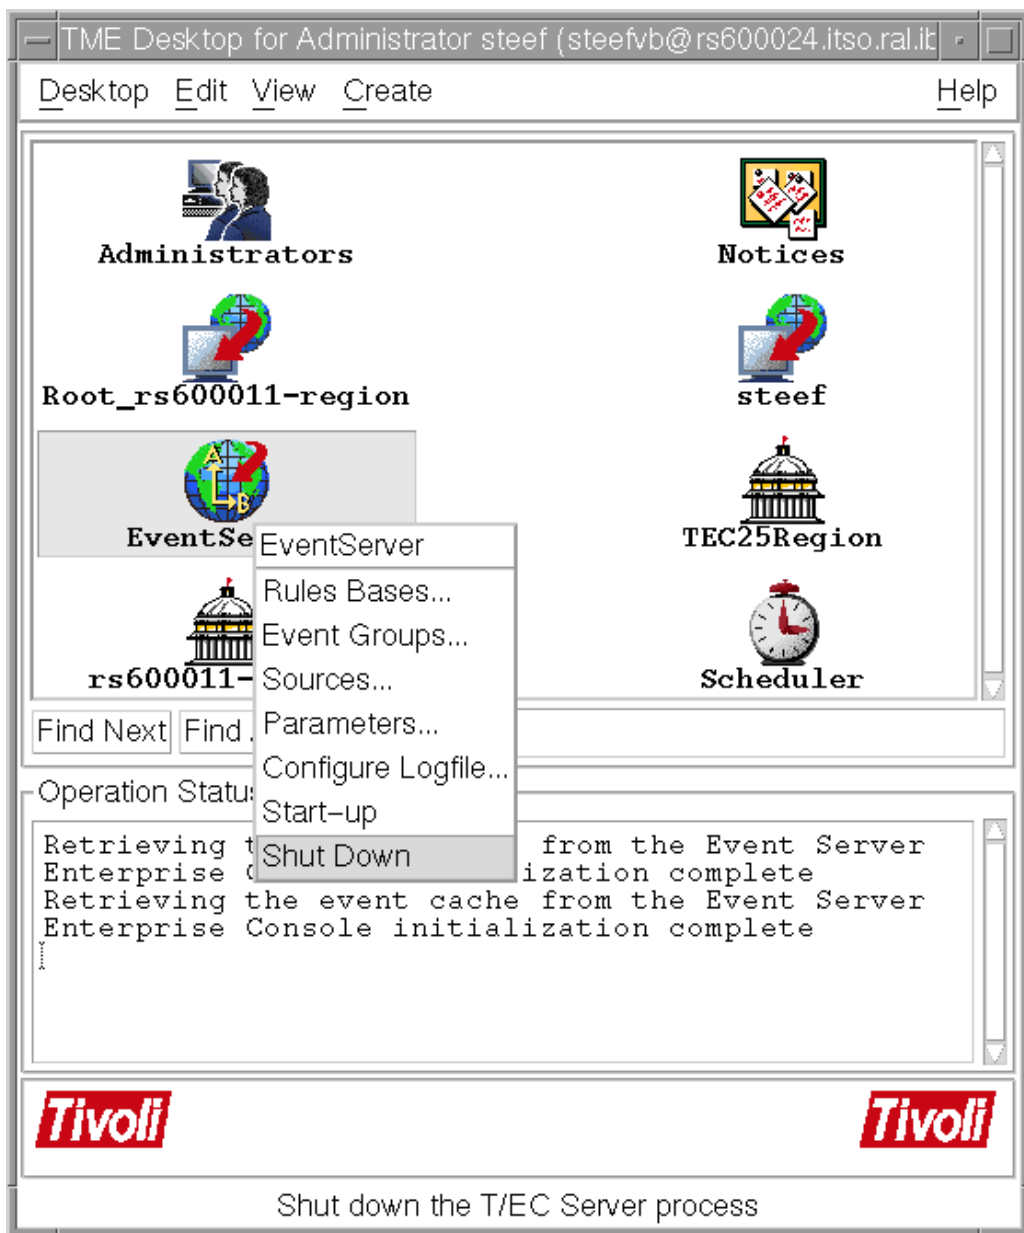 TME Desktop for Administrator steef (steefvb@rs600024.itso.ral.ib
Desktop Edit View Create Help
Administrators Notices
Root_rs600011-region steef
A
B
EventSe TEC25Region
EventServer
Rules Bases...
Event Groups...
Sources...
rs600011- Scheduler
Parameters...
Find Next Find
Configure Logfile...
Operation Status
Start-up
Shut Down
Retrieving from the Event Server
Enterprise ization complete
Retrieving the event cache from the Event Server
Enterprise Console initialization complete
Tivoli Tivoli
Shut down the T/EC Server process